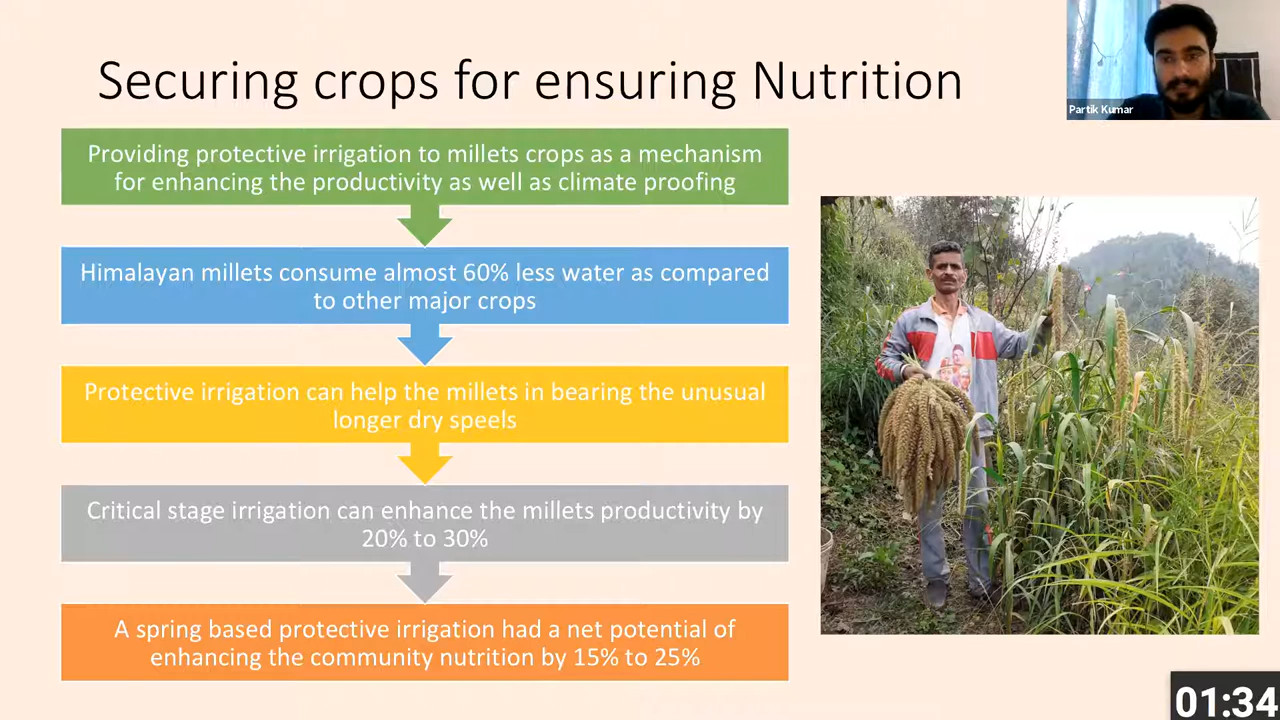 Securing crops for ensuring Nutrition
Partik Kumar
Providing protective irrigation to millets crops as a mechanism
for enhancing the productivity as well as climate proofing
Himalayan millets consume almost 60% less water as compared
to other major crops
Protective irrigation can help the millets in bearing the unusual
longer dry speels
Critical stage irrigation can enhance the millets productivity by
20% to 30%
A spring based protective irrigation had a net potential of
enhancing the community nutrition by 15% to 25%
01:34